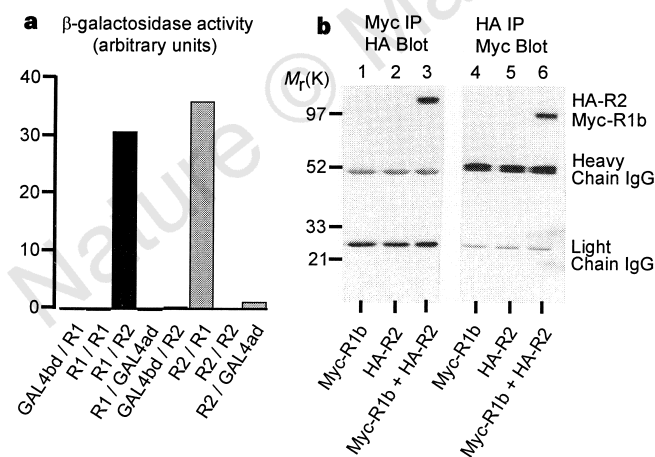 a
β-galactosidase activity
(arbitrary units)
40
30
20
10
0
GAL4bd / R1
R1 / R1
R1 / R2
R1 / GAL4ad
GAL4bd / R2
R2 / R1
R2 / R2
R2 / GAL4ad
b
Myc IP
HA Blot
HA IP
Myc Blot
Mr(K) 1 2 3 4 5 6
97
52
33
21
HA-R2
Myc-R1b
Heavy
Chain IgG
Light
Chain IgG
Myc-R1b
HA-R2
Myc-R1b + HA-R2
Myc-R1b
HA-R2
Myc-R1b + HA-R2
Nature © Na